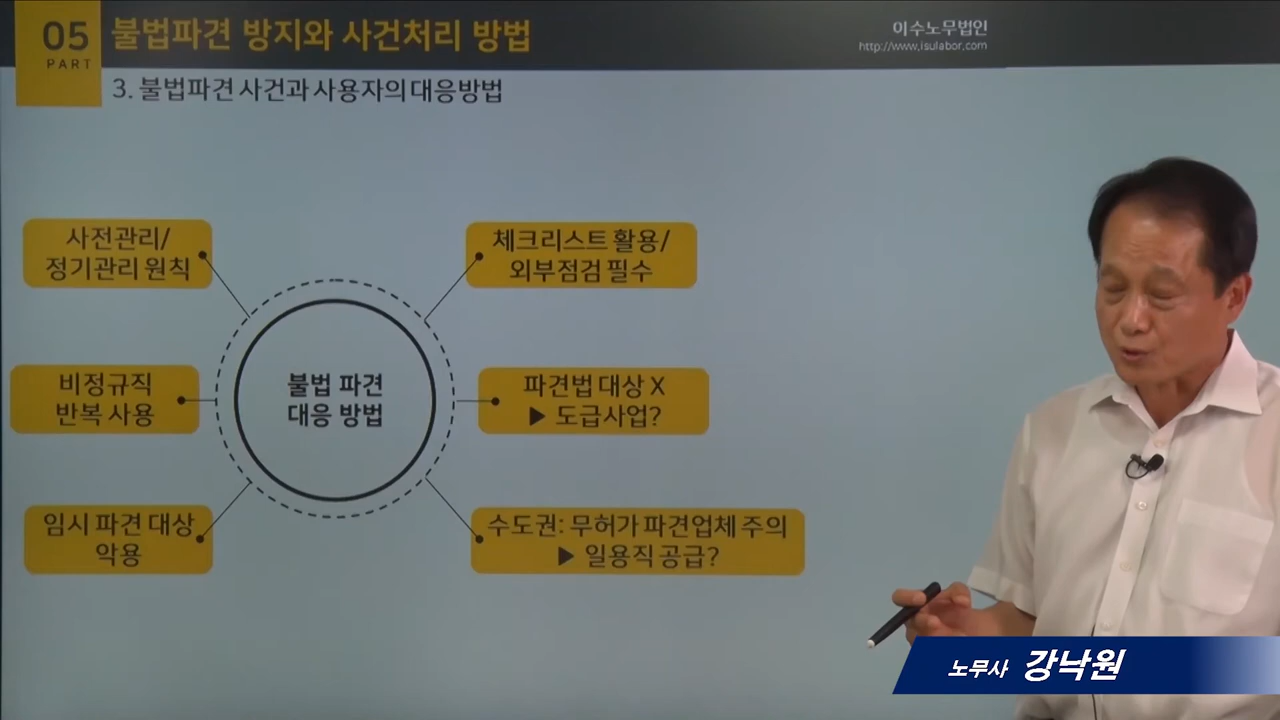 05
PART
불법파견 방지와 사건처리 방법
이수노무법인
http://www.isulabor.com
3. 불법파견 사건과 사용자의 대응방법
사전관리/
정기관리 원칙
체크리스트 활용/
외부점검 필수
비정규직
반복 사용
불법 파견
대응 방법
파견법 대상 X
▶ 도급사업?
임시 파견 대상
악용
수도권: 무허가 파견업체 주의
▶ 일용직 공급?
노무사 강낙원